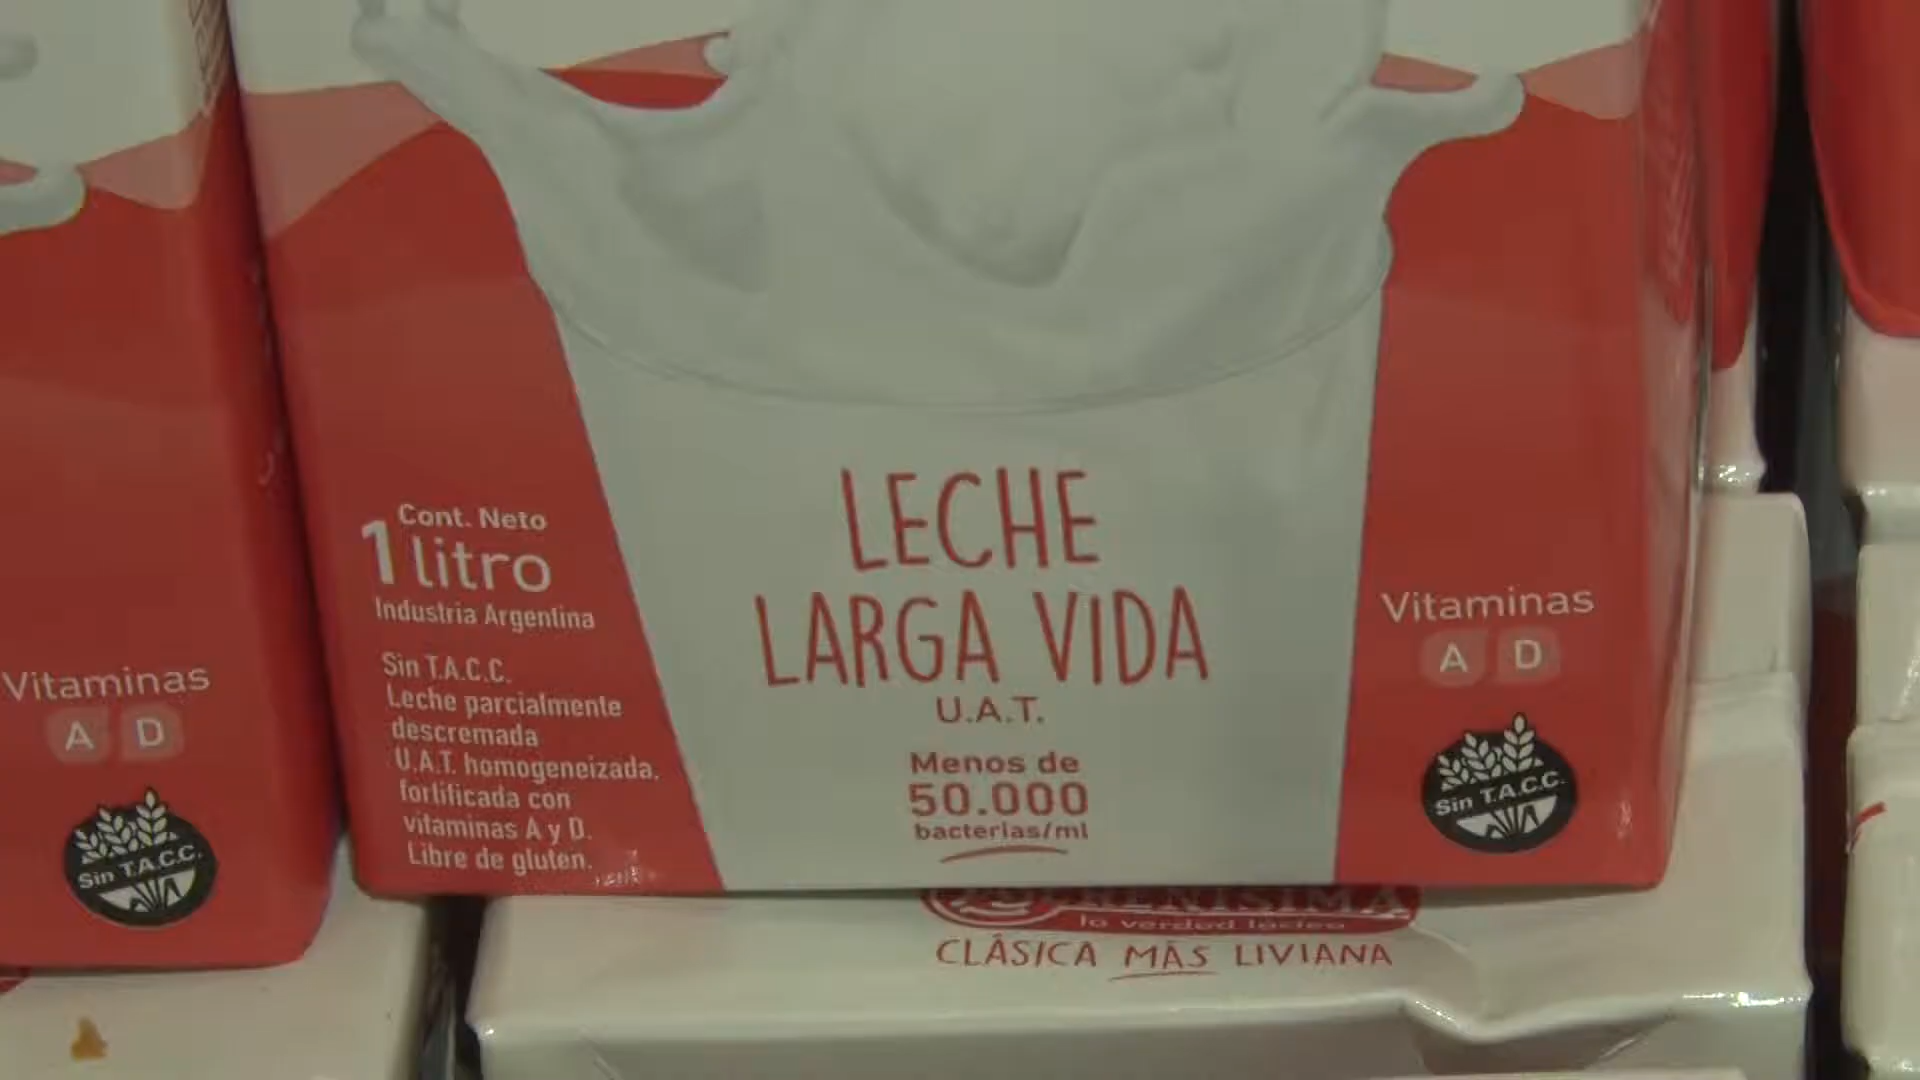 LECHE
LARGA VIDA
U.A.T.
Menos de
50.000
bacterias/ml
Cont. Neto
1 litro
Industria Argentina
Sin T.A.C.C.
Leche parcialmente
descremada
U.A.T. homogeneizada,
fortificada con
vitaminas A y D.
Libre de gluten.
Vitaminas
A D
Sin T.A.C.C.
Vitaminas
A D
Sin T.A.C.C.
la verdad láctea
CLÁSICA MÁS LIVIANA